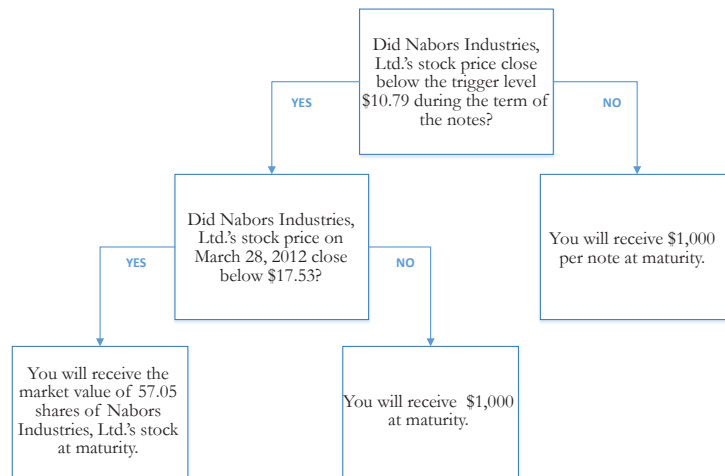 Did Nabors Industries,
Ltd.'s stock price close
below the trigger level
$10.79 during the term of
the notes?
YES
NO
Did Nabors Industries,
Ltd.'s stock price on
March 28, 2012 close
below $17.53?
You will receive $1,000
per note at maturity.
YES
NO
You will receive the
market value of 57.05
shares of Nabors
Industries, Ltd.'s stock
at maturity.
You will receive $1,000
at maturity.